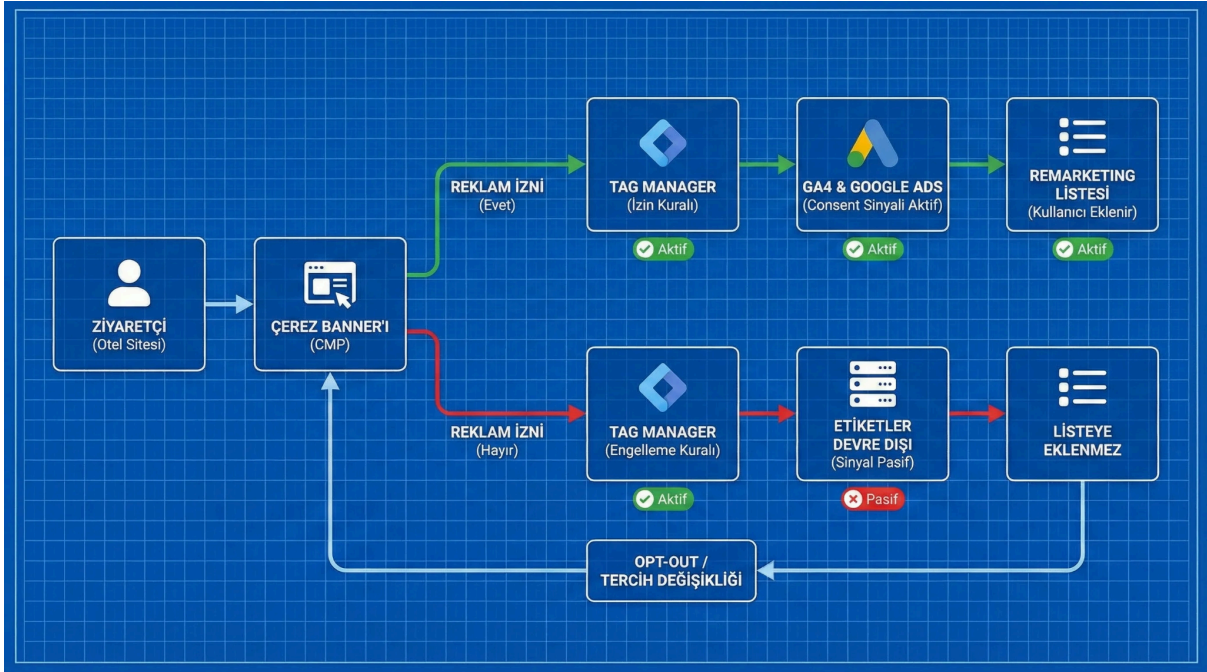 ZİYARETÇİ
(Otel Sitesi)
ÇEREZ BANNER'I
(CMP)
REKLAM İZNİ
(Evet)
TAG MANAGER
(İzin Kuralı)
Aktif
GA4 & GOOGLE ADS
(Consent Sinyali Aktif)
Aktif
REMARKETING
LİSTESİ
(Kullanıcı Eklenir)
Aktif
REKLAM İZNİ
(Hayır)
TAG MANAGER
(Engelleme Kuralı)
Aktif
ETİKETLER
DEVRE DIŞI
(Sinyal Pasif)
Pasif
LİSTEYE
EKLENMEZ
OPT-OUT /
TERCİH DEĞİŞİKLİĞİ